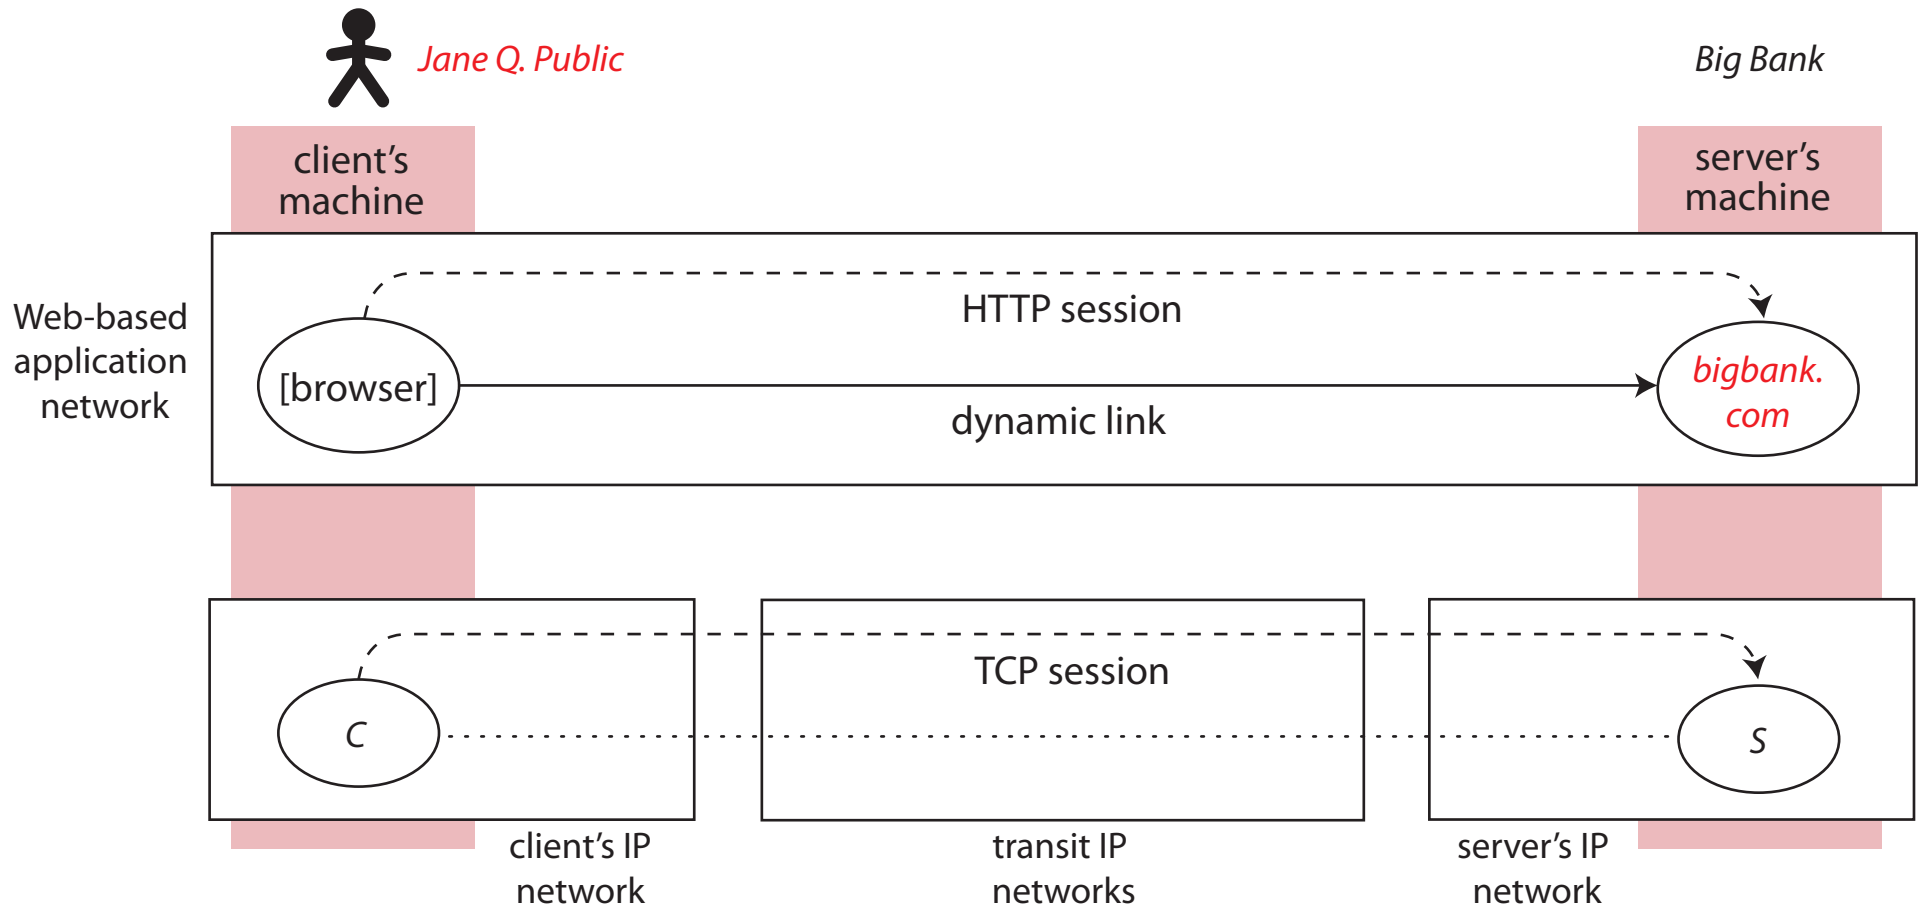 Jane Q. Public
Big Bank
client's
machine
server's
machine
Web-based
application
network
HTTP session
[browser]
dynamic link
bigbank.
com
TCP session
C
S
client's IP
network
transit IP
networks
server's IP
network